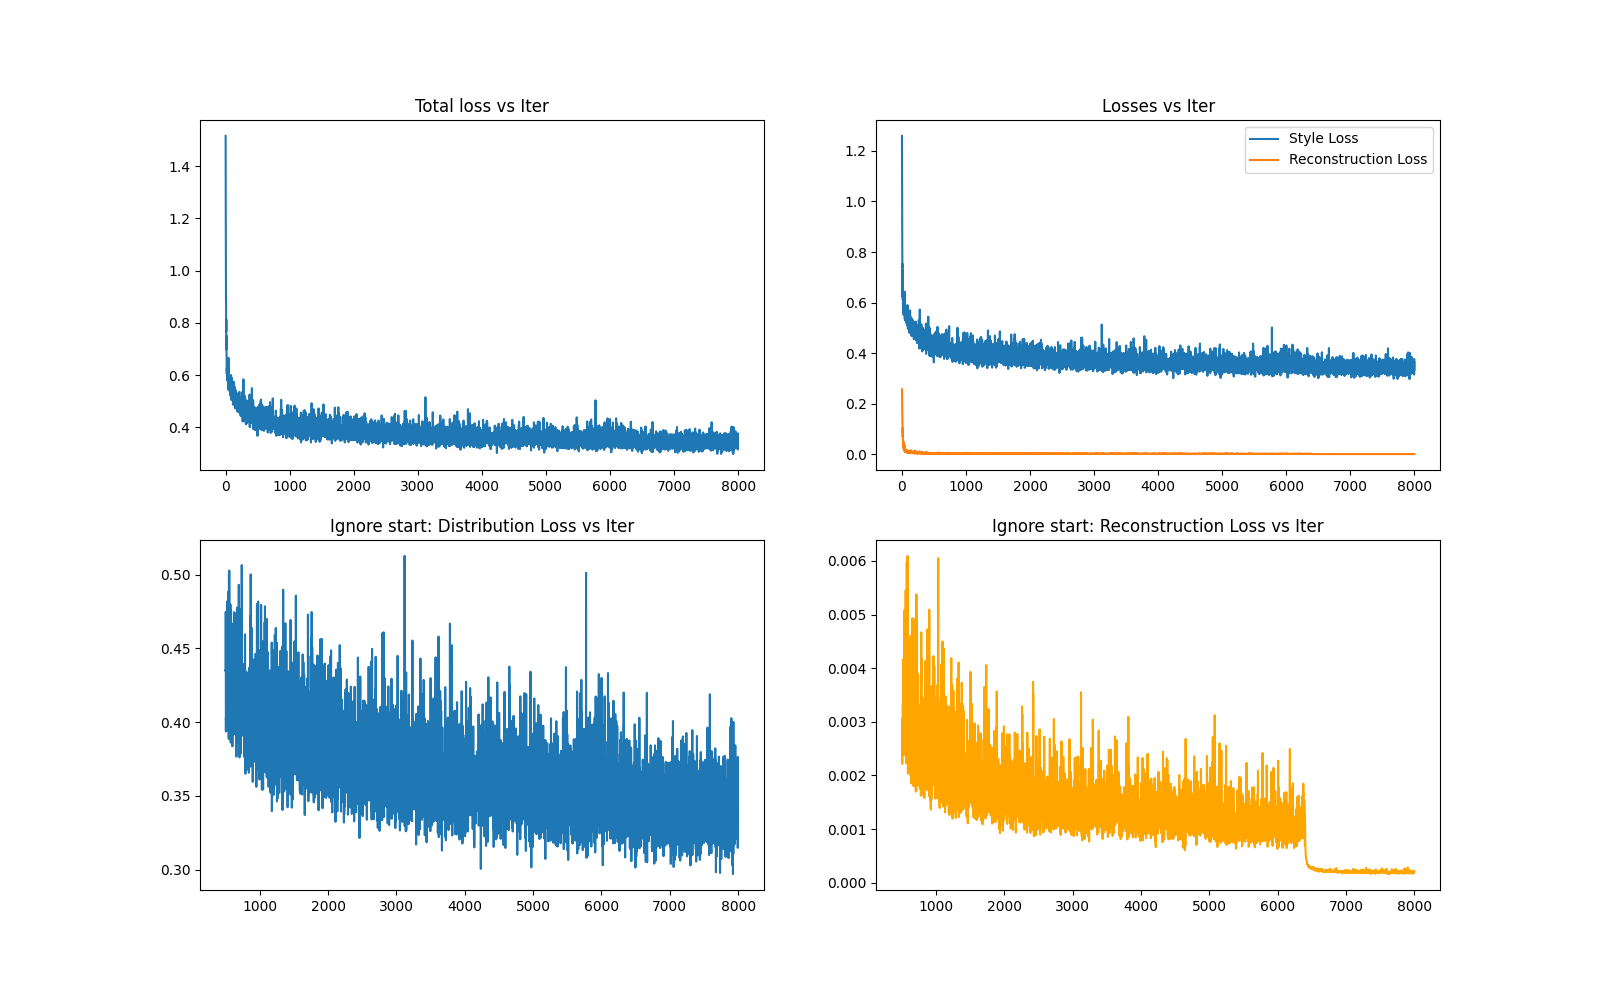 Total loss vs Iter
1.4
1.2
1.0
0.8
0.6
0.4
0 1000 2000 3000 4000 5000 6000 7000 8000
Losses vs Iter
Style Loss
Reconstruction Loss
1.2
1.0
0.8
0.6
0.4
0.2
0.0
0 1000 2000 3000 4000 5000 6000 7000 8000
Ignore start: Distribution Loss vs Iter
0.50
0.45
0.40
0.35
0.30
1000 2000 3000 4000 5000 6000 7000 8000
Ignore start: Reconstruction Loss vs Iter
0.006
0.005
0.004
0.003
0.002
0.001
0.000
1000 2000 3000 4000 5000 6000 7000 8000